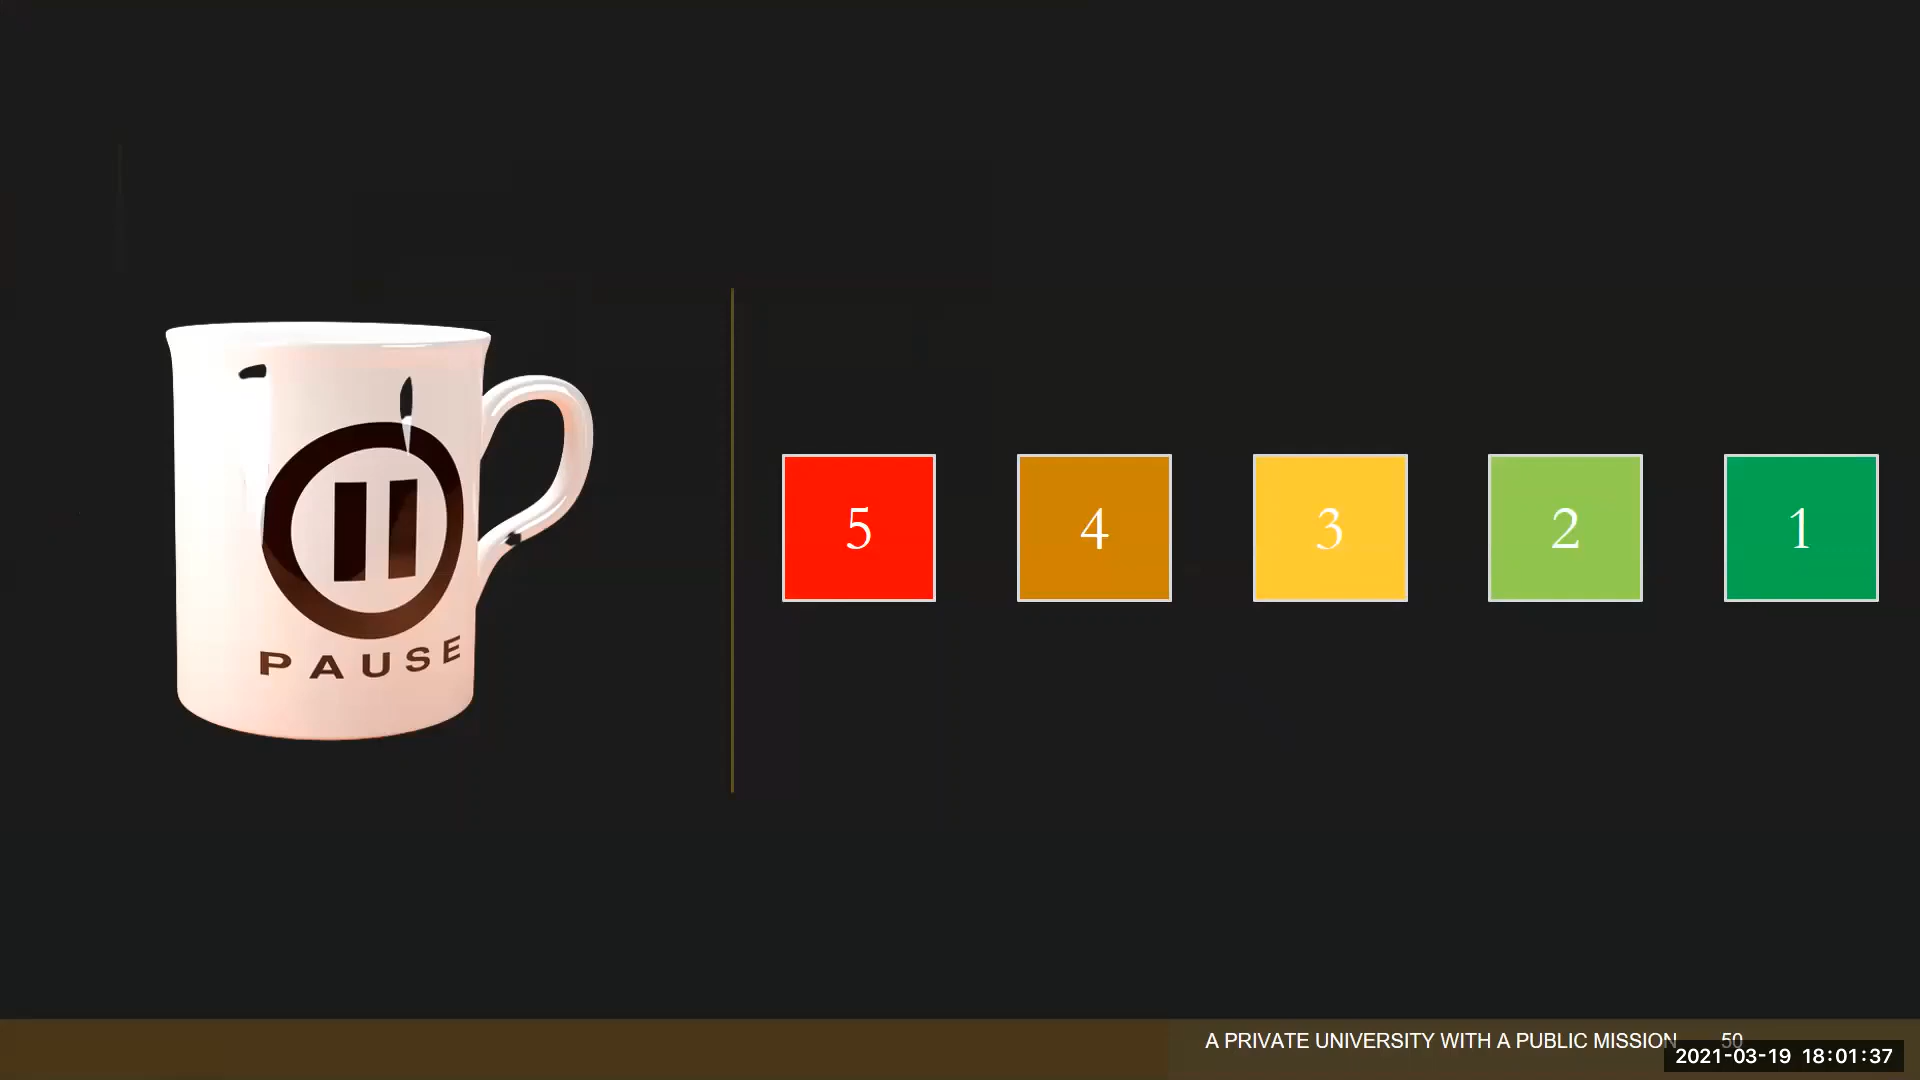 PAUSE
5 4 3 2 1
A PRIVATE UNIVERSITY WITH A PUBLIC MISSION 50
2021-03-19 18:01:37